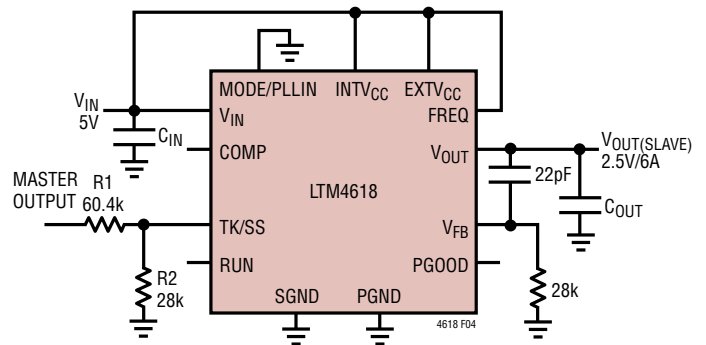 MODE/PLLIN INTVCC EXTVCC
VIN
5V
CIN
VIN
FREQ
COMP
VOUT
VOUT(SLAVE)
2.5V/6A
22pF
COUT
LTM4618
MASTER
OUTPUT
R1
60.4k
TK/SS
VFB
RUN
PGOOD
R2
28k
28k
SGND PGND
4618 F04